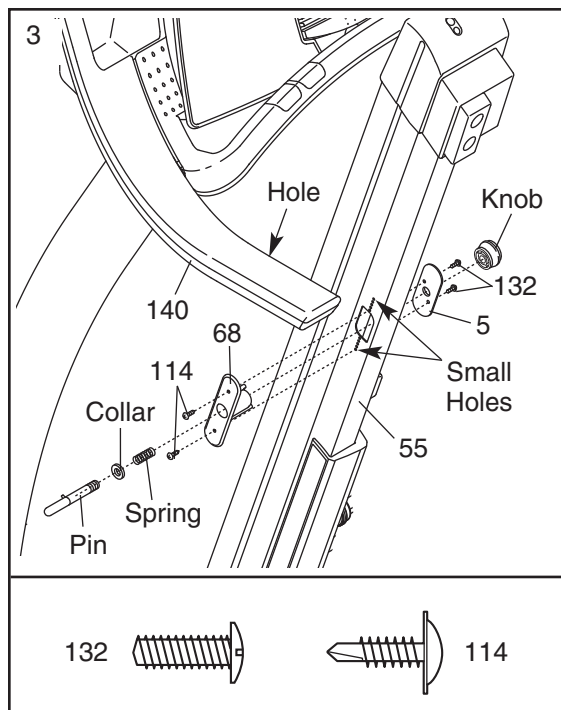 3
Hole
Knob
140
132
5
68
114
Small
Holes
Collar
55
Spring
Pin
132
114